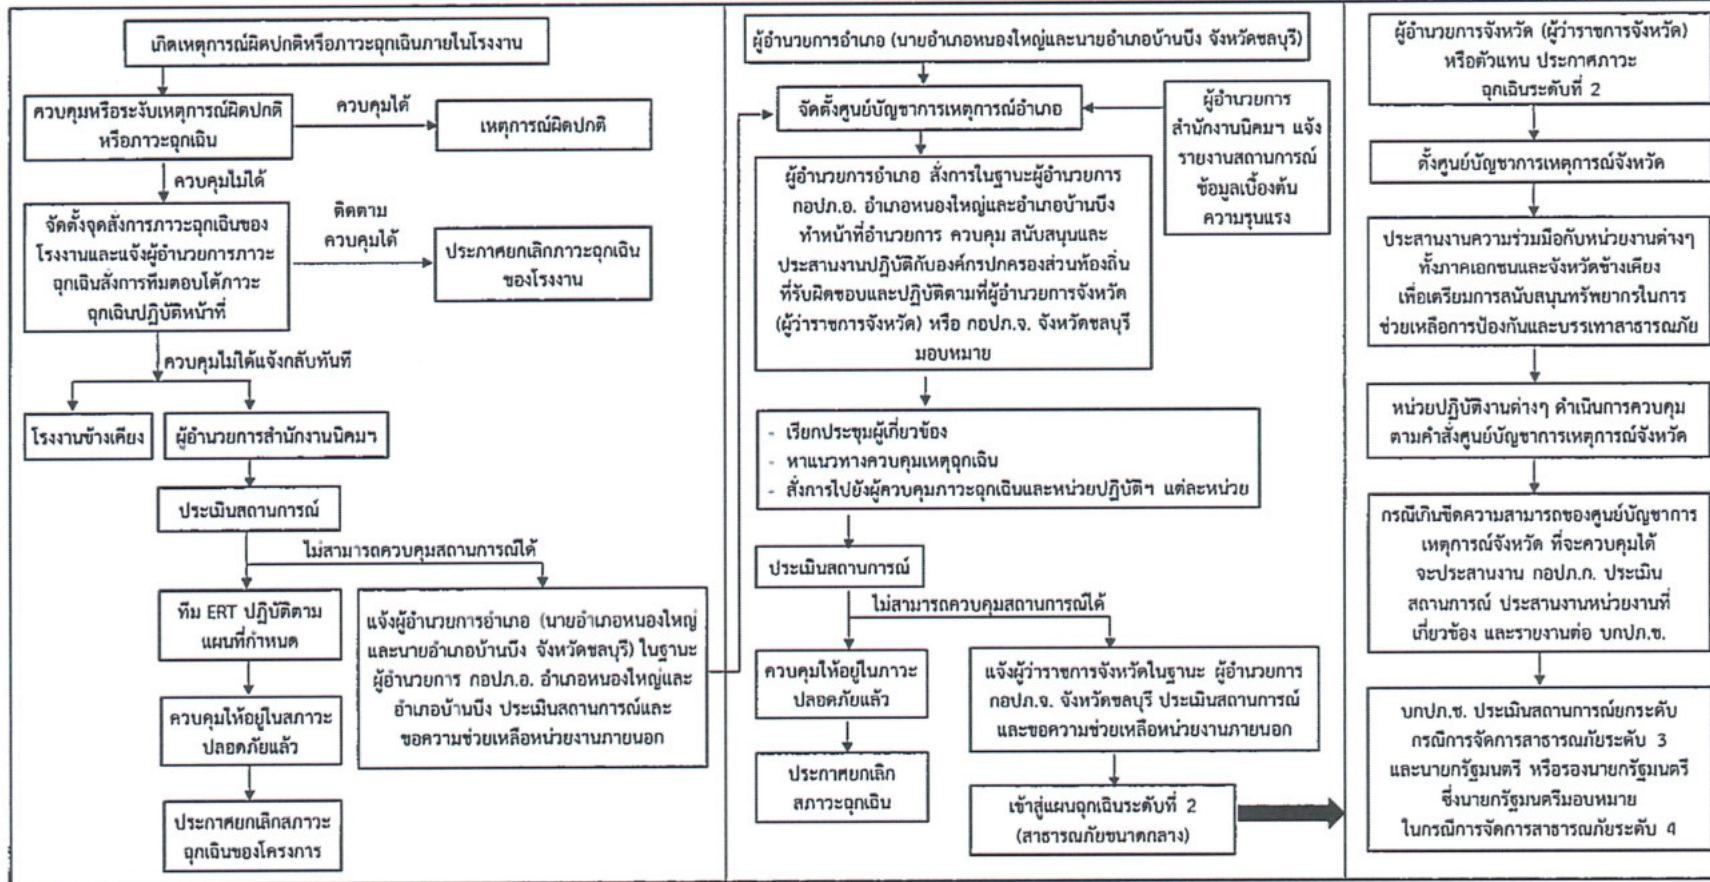 เกิดเหตุการณ์ผิดปกติหรือภาวะฉุกเฉินภายในโรงงาน
ควบคุมหรือระงับเหตุการณ์ผิดปกติ
หรือภาวะฉุกเฉิน
ควบคุมได้
เหตุการณ์ผิดปกติ
ควบคุมไม่ได้
จัดตั้งจุดสั่งการภาวะฉุกเฉินของ
โรงงานและแจ้งผู้อำนวยการภาวะ
ฉุกเฉินสั่งการทีมตอบโต้ภาวะ
ฉุกเฉินปฏิบัติหน้าที่
ติดตาม
ควบคุมได้
ประกาศยกเลิกภาวะฉุกเฉิน
ของโรงงาน
ควบคุมไม่ได้แจ้งกลับทันที
โรงงานข้างเคียง
ผู้อำนวยการสำนักงานนิคมฯ
ประเมินสถานการณ์
ไม่สามารถควบคุมสถานการณ์ได้
ทีม ERT ปฏิบัติตาม
แผนที่กำหนด
ควบคุมให้อยู่ในสภาวะ
ปลอดภัยแล้ว
ประกาศยกเลิกสภาวะ
ฉุกเฉินของโครงการ
แจ้งผู้อำนวยการอำเภอ (นายอำเภอหนองใหญ่
และนายอำเภอบ้านบึง จังหวัดชลบุรี) ในฐานะ
ผู้อำนวยการ กอปภ.อ. อำเภอหนองใหญ่และ
อำเภอบ้านบึง ประเมินสถานการณ์และ
ขอความช่วยเหลือหน่วยงานภายนอก
ผู้อำนวยการอำเภอ (นายอำเภอหนองใหญ่และนายอำเภอบ้านบึง จังหวัดชลบุรี)
จัดตั้งศูนย์บัญชาการเหตุการณ์อำเภอ
ผู้อำนวยการ
สำนักงานนิคมฯ แจ้ง
รายงานสถานการณ์
ข้อมูลเบื้องต้น
ความรุนแรง
ผู้อำนวยการอำเภอ สั่งการในฐานะผู้อำนวยการ
กอปภ.อ. อำเภอหนองใหญ่และอำเภอบ้านบึง
ทำหน้าที่อำนวยการ ควบคุม สนับสนุนและ
ประสานงานปฏิบัติกับองค์กรปกครองส่วนท้องถิ่น
ที่รับผิดชอบและปฏิบัติตามที่ผู้อำนวยการจังหวัด
(ผู้ว่าราชการจังหวัด) หรือ กอปภ.จ. จังหวัดชลบุรี
มอบหมาย
- เรียกประชุมผู้เกี่ยวข้อง
- หาแนวทางควบคุมเหตุฉุกเฉิน
- สั่งการไปยังผู้ควบคุมภาวะฉุกเฉินและหน่วยปฏิบัติฯ แต่ละหน่วย
ประเมินสถานการณ์
ไม่สามารถควบคุมสถานการณ์ได้
ควบคุมให้อยู่ในภาวะ
ปลอดภัยแล้ว
ประกาศยกเลิก
สภาวะฉุกเฉิน
แจ้งผู้ว่าราชการจังหวัดในฐานะ ผู้อำนวยการ
กอปภ.จ. จังหวัดชลบุรี ประเมินสถานการณ์
และขอความช่วยเหลือหน่วยงานภายนอก
เข้าสู่แผนฉุกเฉินระดับที่ 2
(สาธารณภัยขนาดกลาง)
ผู้อำนวยการจังหวัด (ผู้ว่าราชการจังหวัด)
หรือตัวแทน ประกาศภาวะ
ฉุกเฉินระดับที่ 2
ตั้งศูนย์บัญชาการเหตุการณ์จังหวัด
ประสานงานความร่วมมือกับหน่วยงานต่างๆ
ทั้งภาคเอกชนและจังหวัดข้างเคียง
เพื่อเตรียมการสนับสนุนทรัพยากรในการ
ช่วยเหลือการป้องกันและบรรเทาสาธารณภัย
หน่วยปฏิบัติงานต่างๆ ดำเนินการควบคุม
ตามคำสั่งศูนย์บัญชาการเหตุการณ์จังหวัด
กรณีเกินขีดความสามารถของศูนย์บัญชาการ
เหตุการณ์จังหวัด ที่จะควบคุมได้
จะประสานงาน กอปภ.ก. ประเมิน
สถานการณ์ ประสานงานหน่วยงานที่
เกี่ยวข้อง และรายงานต่อ บกปภ.ช.
บกปภ.ช. ประเมินสถานการณ์ยกระดับ
กรณีการจัดการสาธารณภัยระดับ 3
และนายกรัฐมนตรี หรือรองนายกรัฐมนตรี
ซึ่งนายกรัฐมนตรีมอบหมาย
ในกรณีการจัดการสาธารณภัยระดับ 4